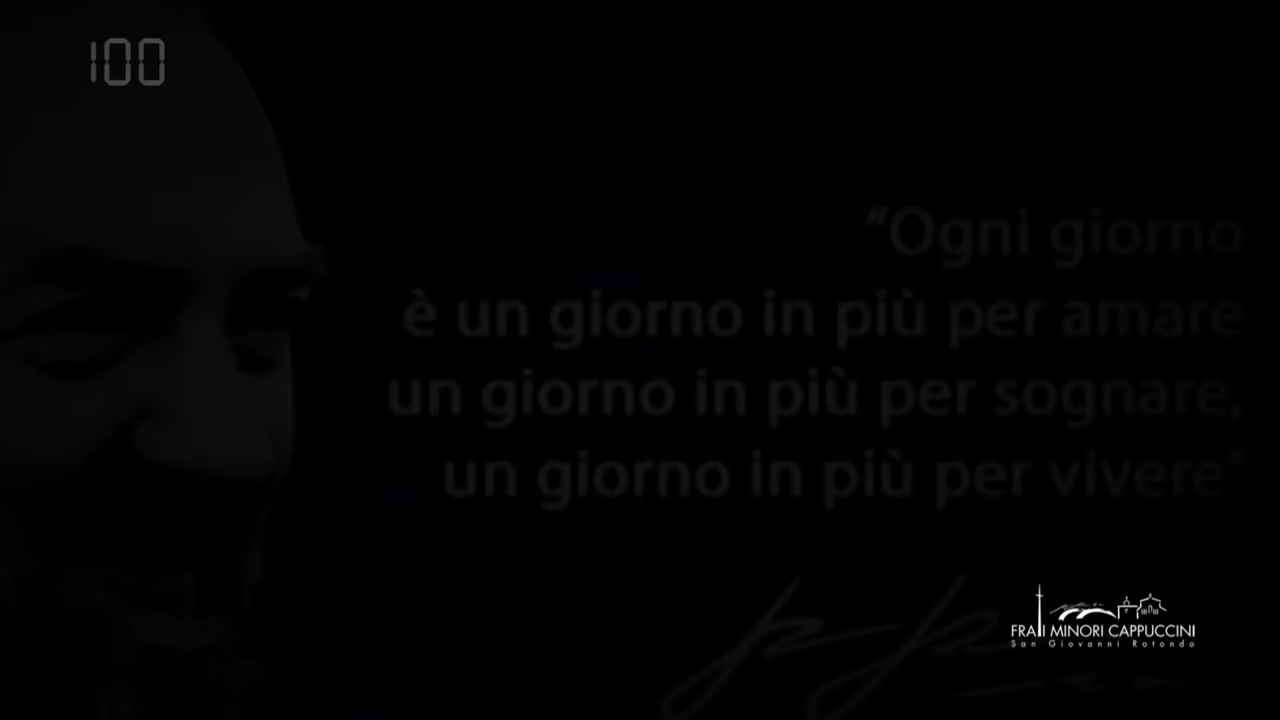 100
“Ogni giorno
è un giorno in più per amare
un giorno in più per sognare,
un giorno in più per vivere“
FRATI MINORI CAPPUCCINI
San Giovanni Rotondo